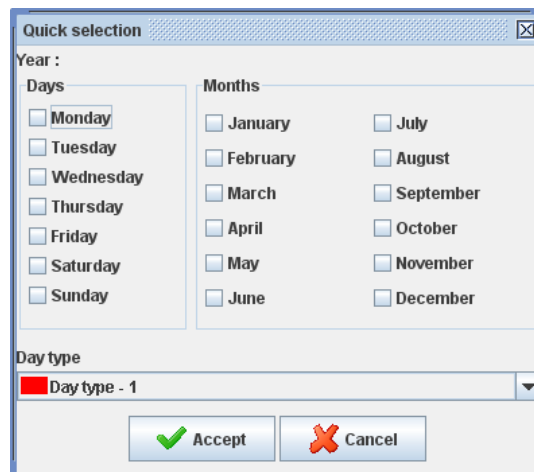 Quick selection
Year :
Days
Monday
Tuesday
Wednesday
Thursday
Friday
Saturday
Sunday
Months
January
February
March
April
May
June
July
August
September
October
November
December
Day type
Day type - 1
Accept
Cancel